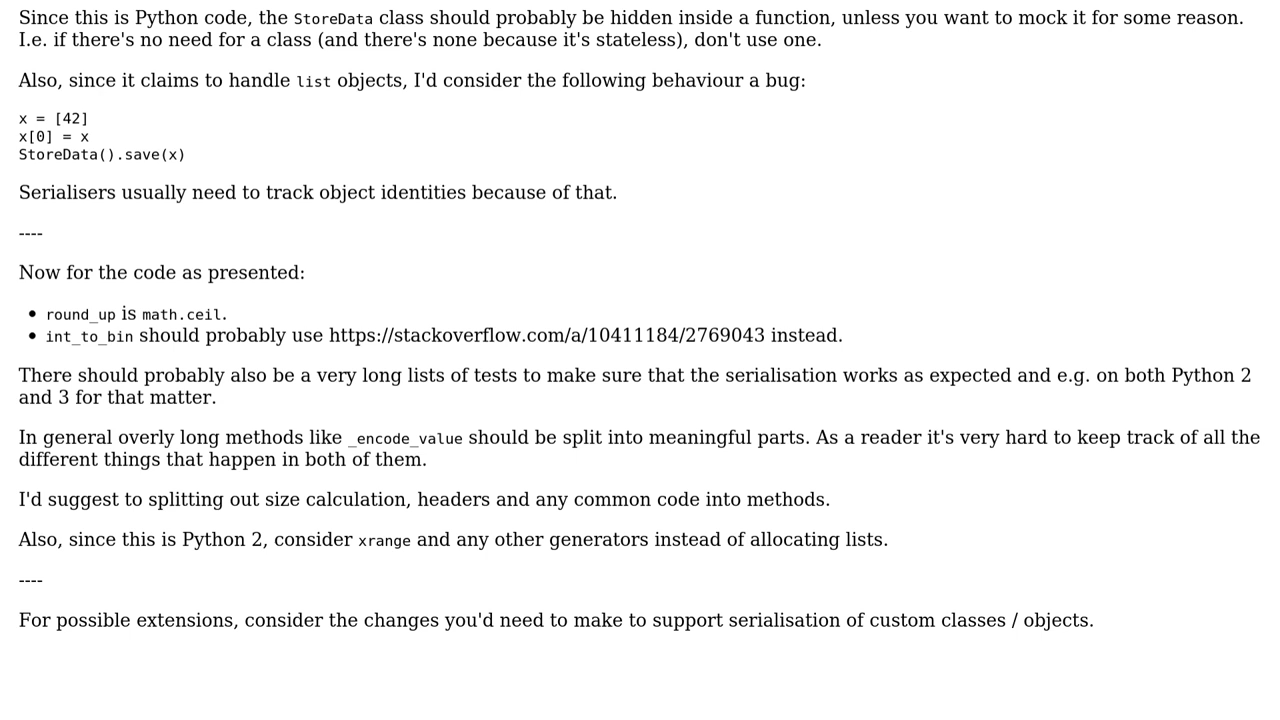 Since this is Python code, the StoreData class should probably be hidden inside a function, unless you want to mock it for some reason.
I.e. if there's no need for a class (and there's none because it's stateless), don't use one.
Also, since it claims to handle list objects, I'd consider the following behaviour a bug:
x = [42]
x[0] = x
StoreData().save(x)
Serialisers usually need to track object identities because of that.
----
Now for the code as presented:
• round_up is math.ceil.
• int_to_bin should probably use https://stackoverflow.com/a/10411184/2769043 instead.
There should probably also be a very long lists of tests to make sure that the serialisation works as expected and e.g. on both Python 2
and 3 for that matter.
In general overly long methods like _encode_value should be split into meaningful parts. As a reader it's very hard to keep track of all the
different things that happen in both of them.
I'd suggest to splitting out size calculation, headers and any common code into methods.
Also, since this is Python 2, consider xrange and any other generators instead of allocating lists.
----
For possible extensions, consider the changes you'd need to make to support serialisation of custom classes / objects.